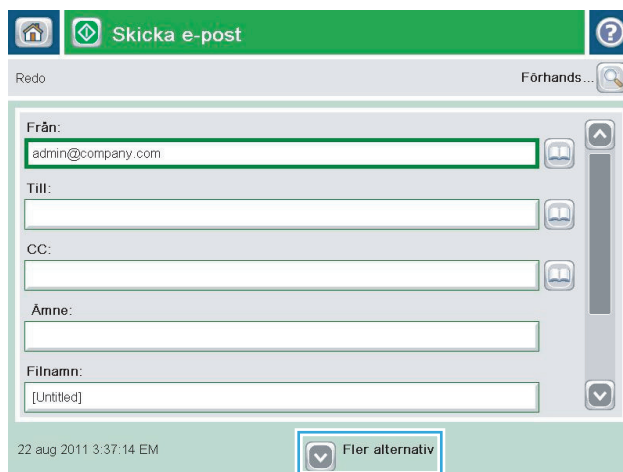 Skicka e-post
Redo
Förhands...
Från:
admin@company.com
Till:
CC:
Ämne:
Filnamn:
[Untitled]
22 aug 2011 3:37:14 EM
Fler alternativ